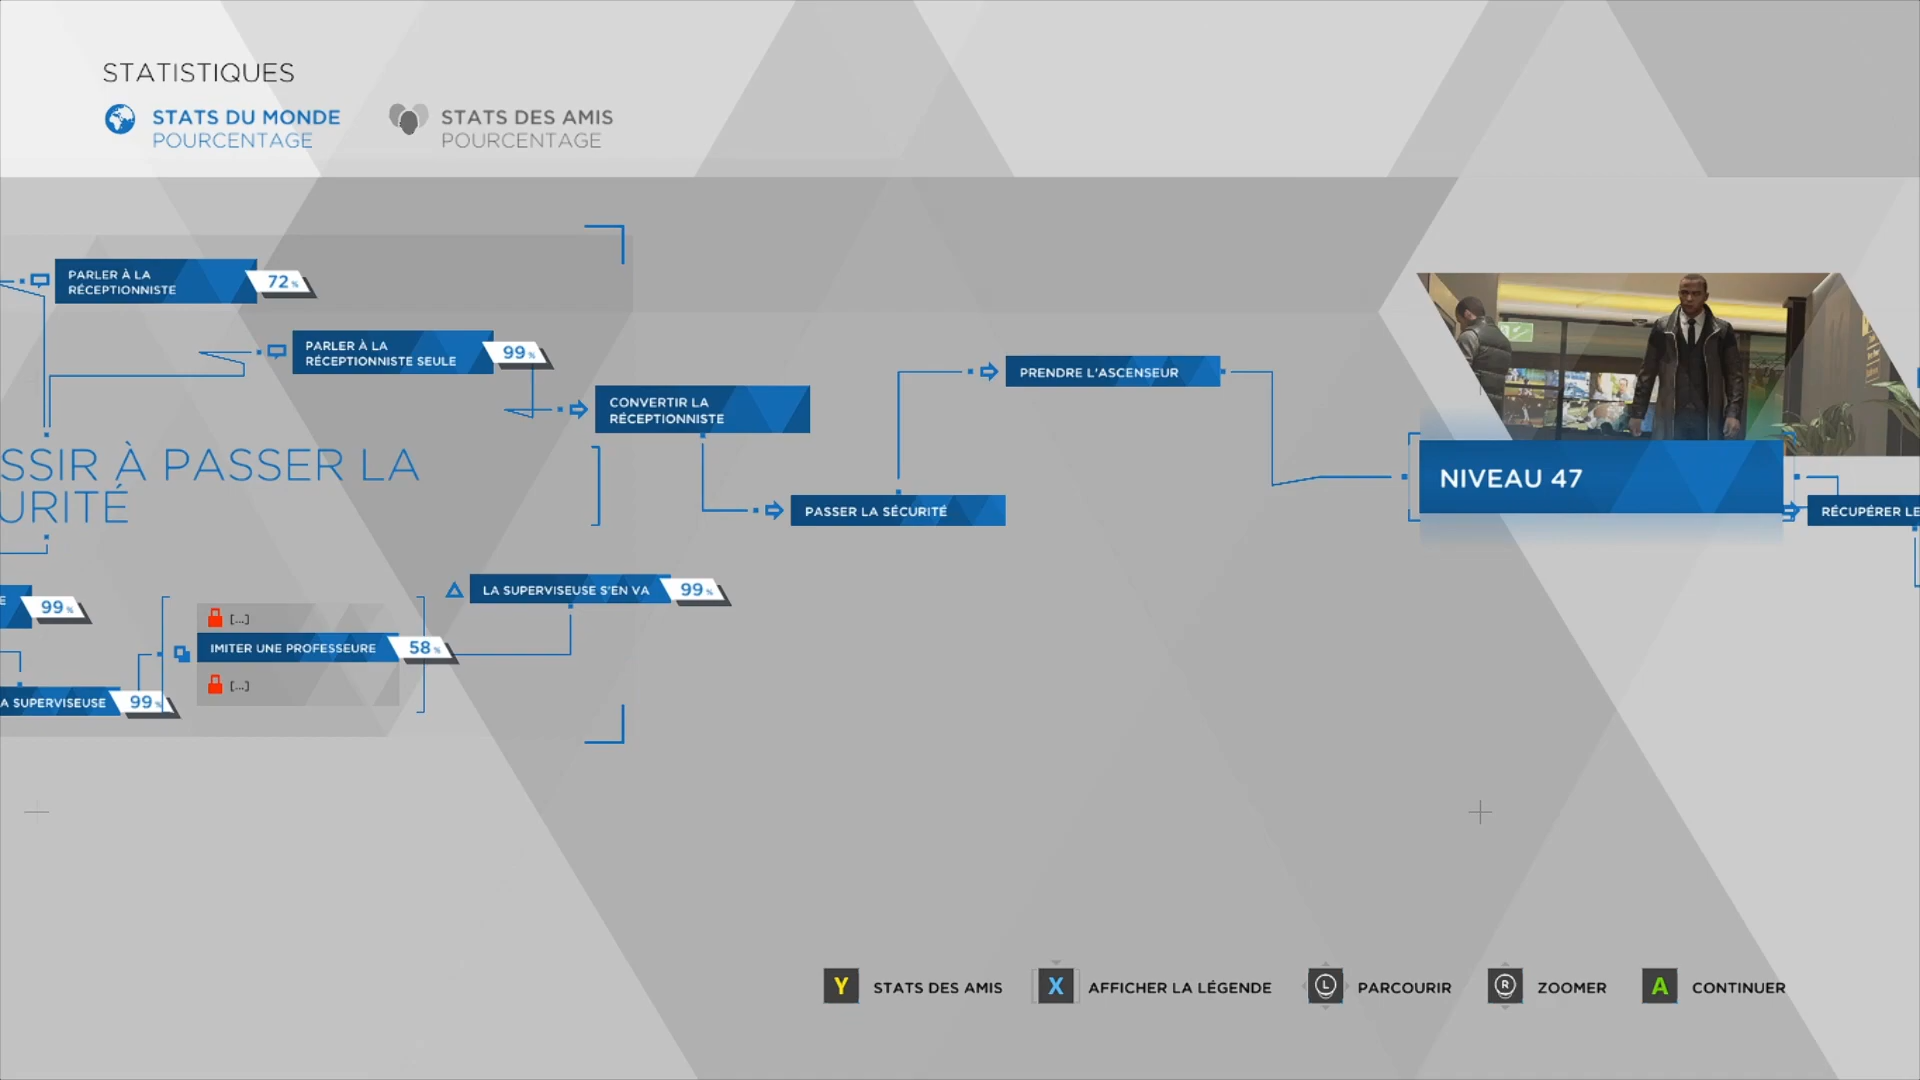 STATISTIQUES
STATS DU MONDE
POURCENTAGE
STATS DES AMIS
POURCENTAGE
PARLER À LA
RÉCEPTIONNISTE
72%
PARLER À LA
RÉCEPTIONNISTE SEULE
99%
CONVERTIR LA
RÉCEPTIONNISTE
PRENDRE L'ASCENSEUR
SSIR À PASSER LA
URITÉ
NIVEAU 47
PASSER LA SÉCURITÉ
RÉCUPÉRER LE
LA SUPERVISEUSE S'EN VA
99%
E
99%
[...]
IMITER UNE PROFESSEURE
58%
[...]
A SUPERVISEUSE
99%
Y
STATS DES AMIS
X
AFFICHER LA LÉGENDE
L
PARCOURIR
R
ZOOMER
A
CONTINUER